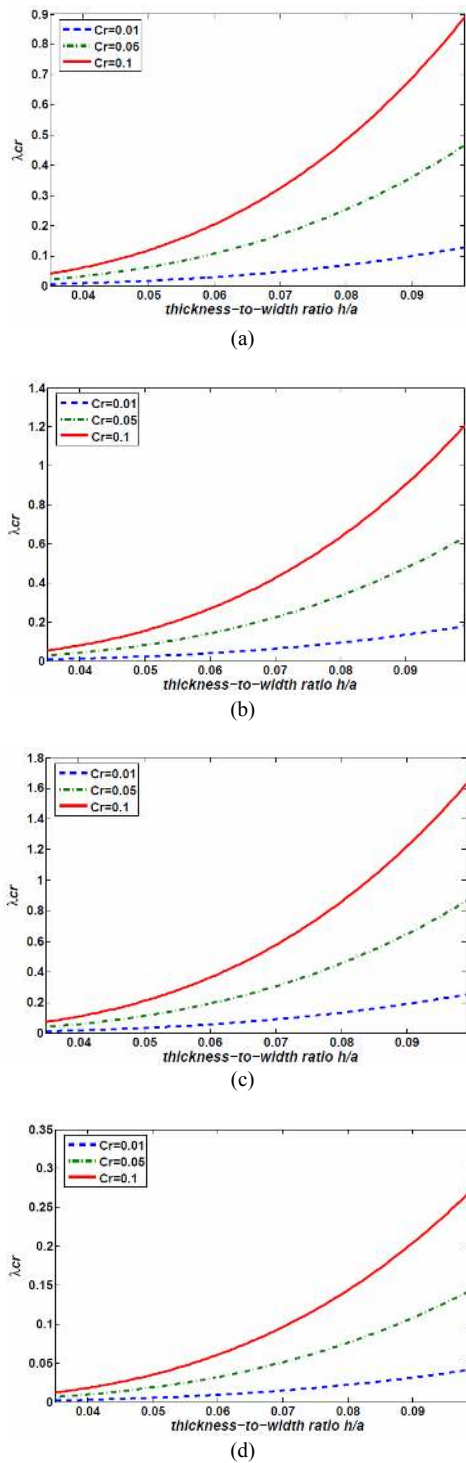 0.9
0.8
0.7
0.6
0.5
0.4
0.3
0.2
0.1
0
λcr
Cr=0.01
Cr=0.05
Cr=0.1
0.04 0.05 0.06 0.07 0.08 0.09
thickness-to-width ratio h/a
(a)
1.4
1.2
1
0.8
0.6
0.4
0.2
0
λcr
Cr=0.01
Cr=0.05
Cr=0.1
0.04 0.05 0.06 0.07 0.08 0.09
thickness-to-width ratio h/a
(b)
1.8
1.6
1.4
1.2
1
0.8
0.6
0.4
0.2
0
λcr
Cr=0.01
Cr=0.05
Cr=0.1
0.04 0.05 0.06 0.07 0.08 0.09
thickness-to-width ratio h/a
(c)
0.35
0.3
0.25
0.2
0.15
0.1
0.05
0
λcr
Cr=0.01
Cr=0.05
Cr=0.1
0.04 0.05 0.06 0.07 0.08 0.09
thickness-to-width ratio h/a
(d)